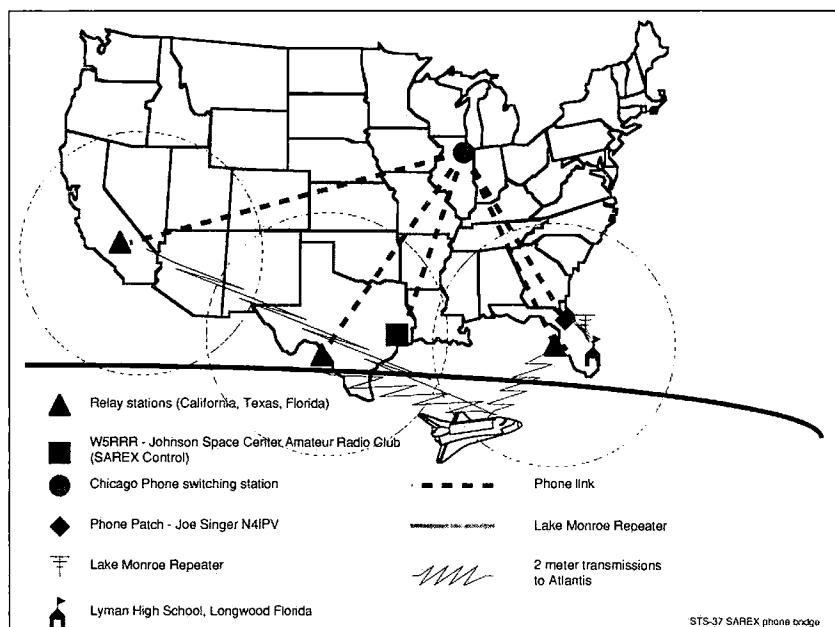 Relay stations (California, Texas, Florida)
W5RRR - Johnson Space Center Amateur Radio Club
(SAREX Control)
Chicago Phone switching station
Phone link
Phone Patch - Joe Singer N4IPV
Lake Monroe Repeater
Lake Monroe Repeater
2 meter transmissions
to Atlantis
Lyman High School, Longwood Florida
STS-37 SAREX phone bridge